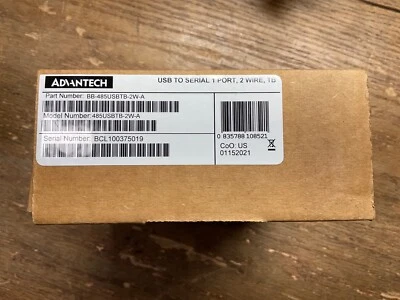 ADVANTECH
USB TO SERIAL 1 PORT, 2 WIRE, TB
Part Number: BB-485USBTB-2W-A
Model Number:485USBTB-2W-A
Serial Number: BCL100375019
0 835788 108521
CoO: US
01152021